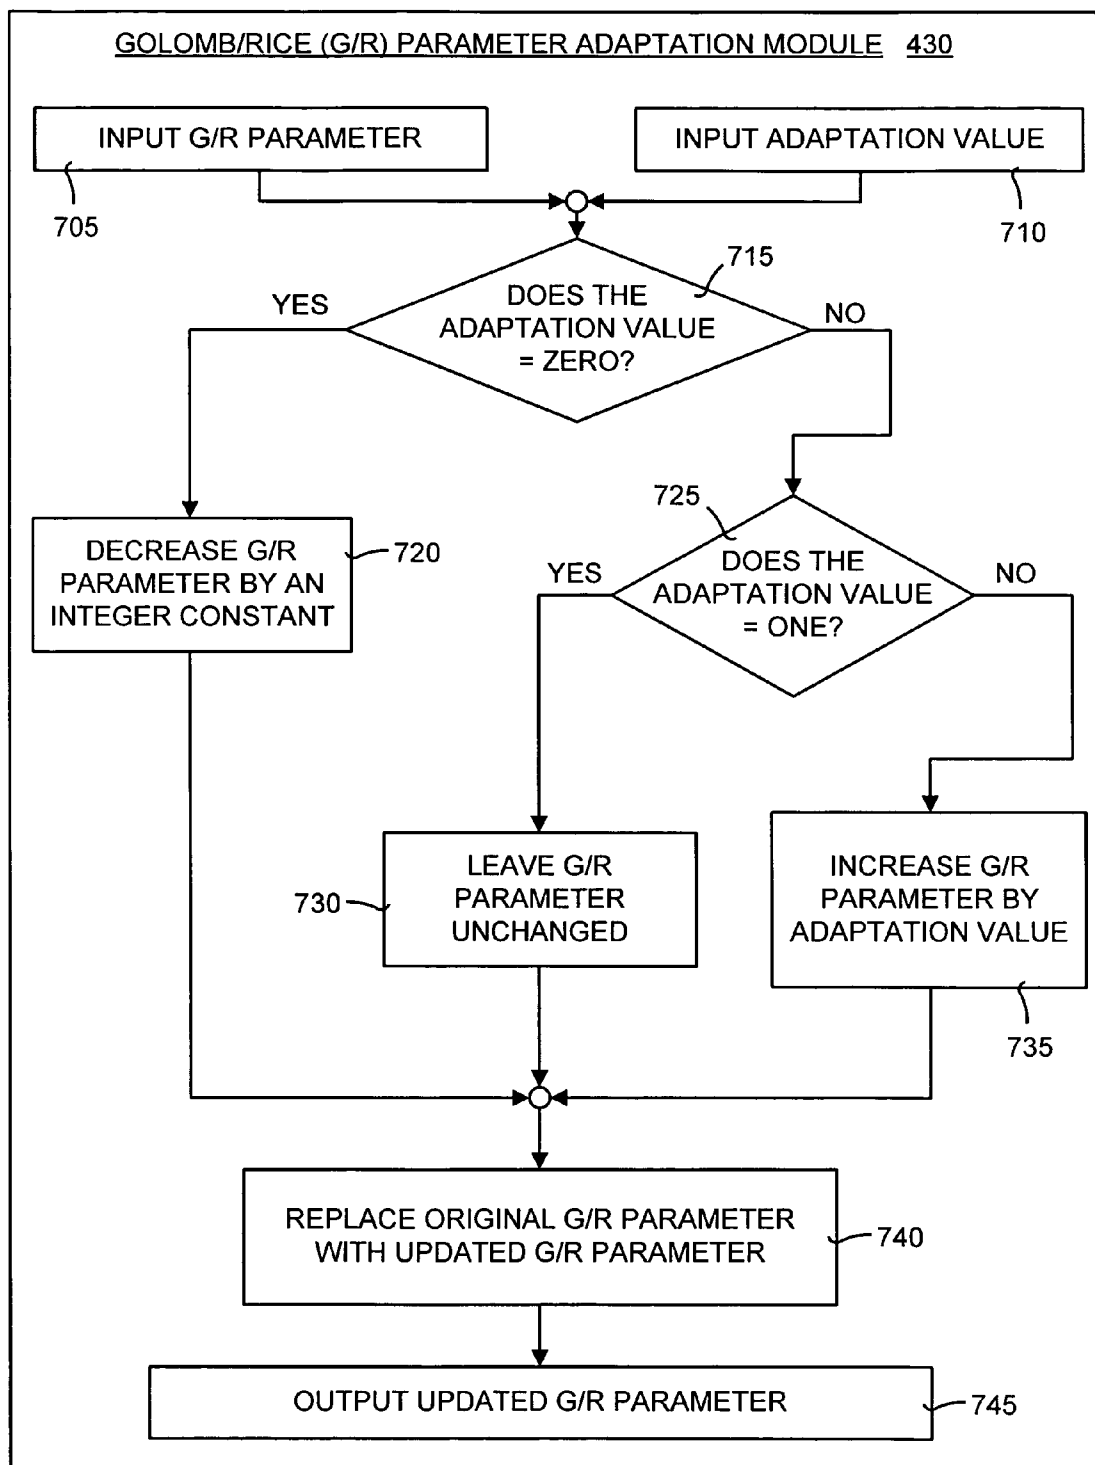 GOLOMB/RICE (G/R) PARAMETER ADAPTATION MODULE 430
INPUT G/R PARAMETER
INPUT ADAPTATION VALUE
705
710
715
DOES THE
ADAPTATION VALUE
= ZERO?
YES
NO
725
DECREASE G/R
PARAMETER BY AN
INTEGER CONSTANT
720
DOES THE
ADAPTATION VALUE
= ONE?
YES
NO
LEAVE G/R
PARAMETER
UNCHANGED
730
INCREASE G/R
PARAMETER BY
ADAPTATION VALUE
735
REPLACE ORIGINAL G/R PARAMETER
WITH UPDATED G/R PARAMETER
740
OUTPUT UPDATED G/R PARAMETER
745